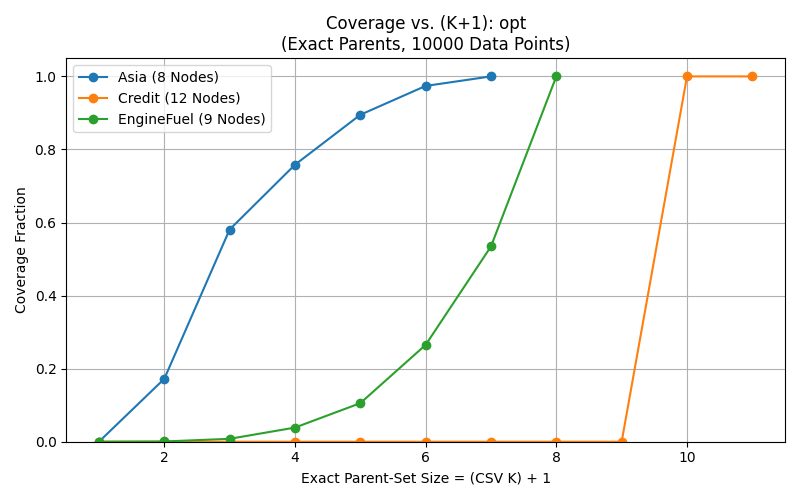 Coverage vs. (K+1): opt
(Exact Parents, 10000 Data Points)
Asia (8 Nodes)
Credit (12 Nodes)
EngineFuel (9 Nodes)
Coverage Fraction
1.0
0.8
0.6
0.4
0.2
0.0
2 4 6 8 10
Exact Parent-Set Size = (CSV K) + 1